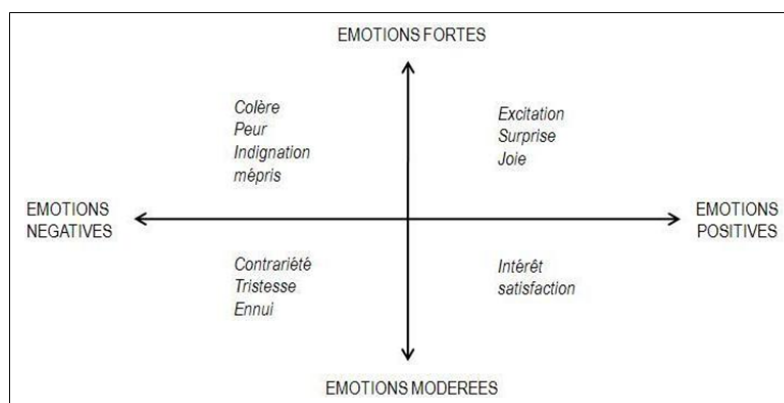 EMOTIONS FORTES
Colère
Peur
Indignation
mépris
Excitation
Surprise
Joie
EMOTIONS
NEGATIVES
EMOTIONS
POSITIVES
Contrariété
Tristesse
Ennui
Intérêt
satisfaction
EMOTIONS MODEREES